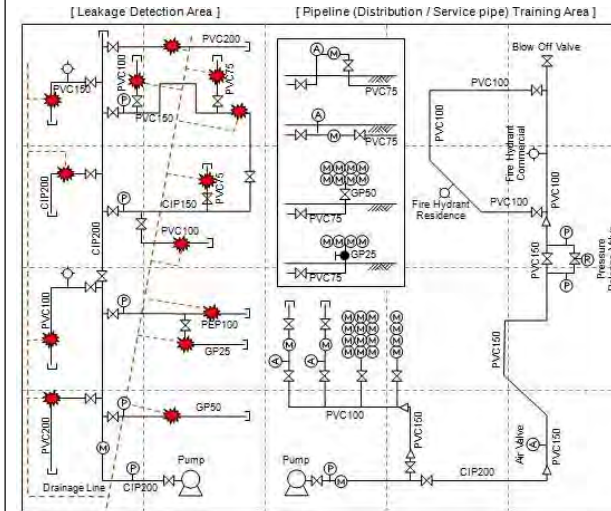 [ Leakage Detection Area ]
[ Pipeline (Distribution / Service pipe) Training Area ]
PVC200
Blow Off Valve
PVC100
PVC75
PVC150
P
PVC150
A
M
PVC75
PVC100
PVC100
A
M
PVC75
Fire Hydrant
Commercial
CIP200
PVC75
P
CIP150
PVC100
M M M M
M M M M
GP50
PVC75
Fire Hydrant
Residence
PVC100
PVC100
CIP200
M M M M
GP25
PVC75
P
PVC150
R
P
Pressure
PVC100
P
PEP100
GP25
M M M M
M M M M
M M M M
M M M M
M
M
A
A
PVC150
P
GP50
PVC200
PVC100
PVC150
Air Valve
A
PVC150
M
P
Pump
Pump
P
M
Drainage Line
CIP200
CIP200